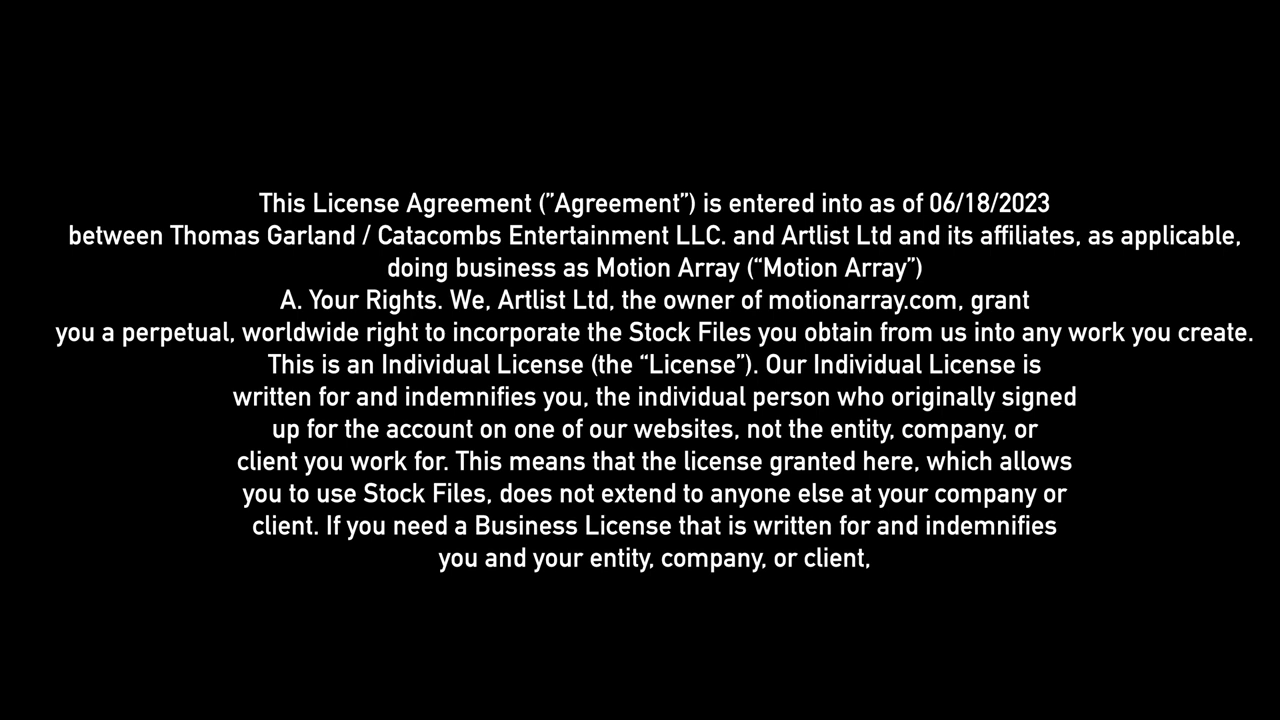 This License Agreement (”Agreement”) is entered into as of 06/18/2023
between Thomas Garland / Catacombs Entertainment LLC. and Artlist Ltd and its affiliates, as applicable,
doing business as Motion Array (“Motion Array”)
A. Your Rights. We, Artlist Ltd, the owner of motionarray.com, grant
you a perpetual, worldwide right to incorporate the Stock Files you obtain from us into any work you create.
This is an Individual License (the “License”). Our Individual License is
written for and indemnifies you, the individual person who originally signed
up for the account on one of our websites, not the entity, company, or
client you work for. This means that the license granted here, which allows
you to use Stock Files, does not extend to anyone else at your company or
client. If you need a Business License that is written for and indemnifies
you and your entity, company, or client,